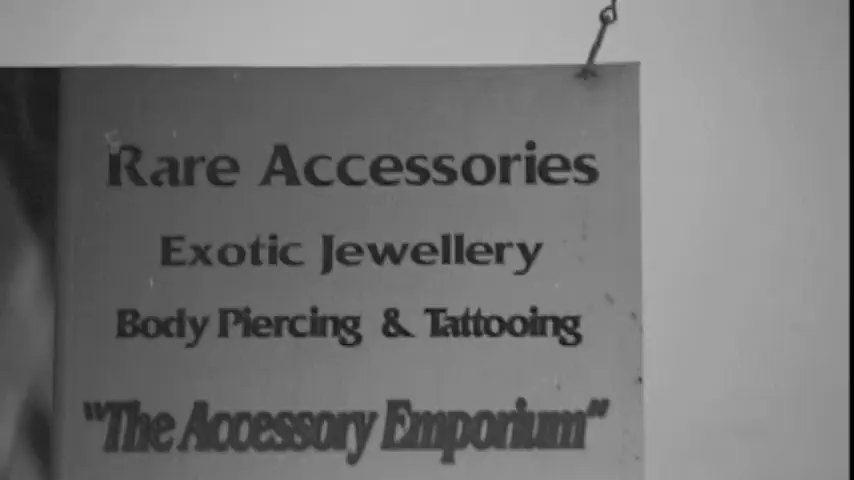 Rare Accessories
Exotic Jewellery
Body Piercing & Tattooing
"The Accessory Emporium"